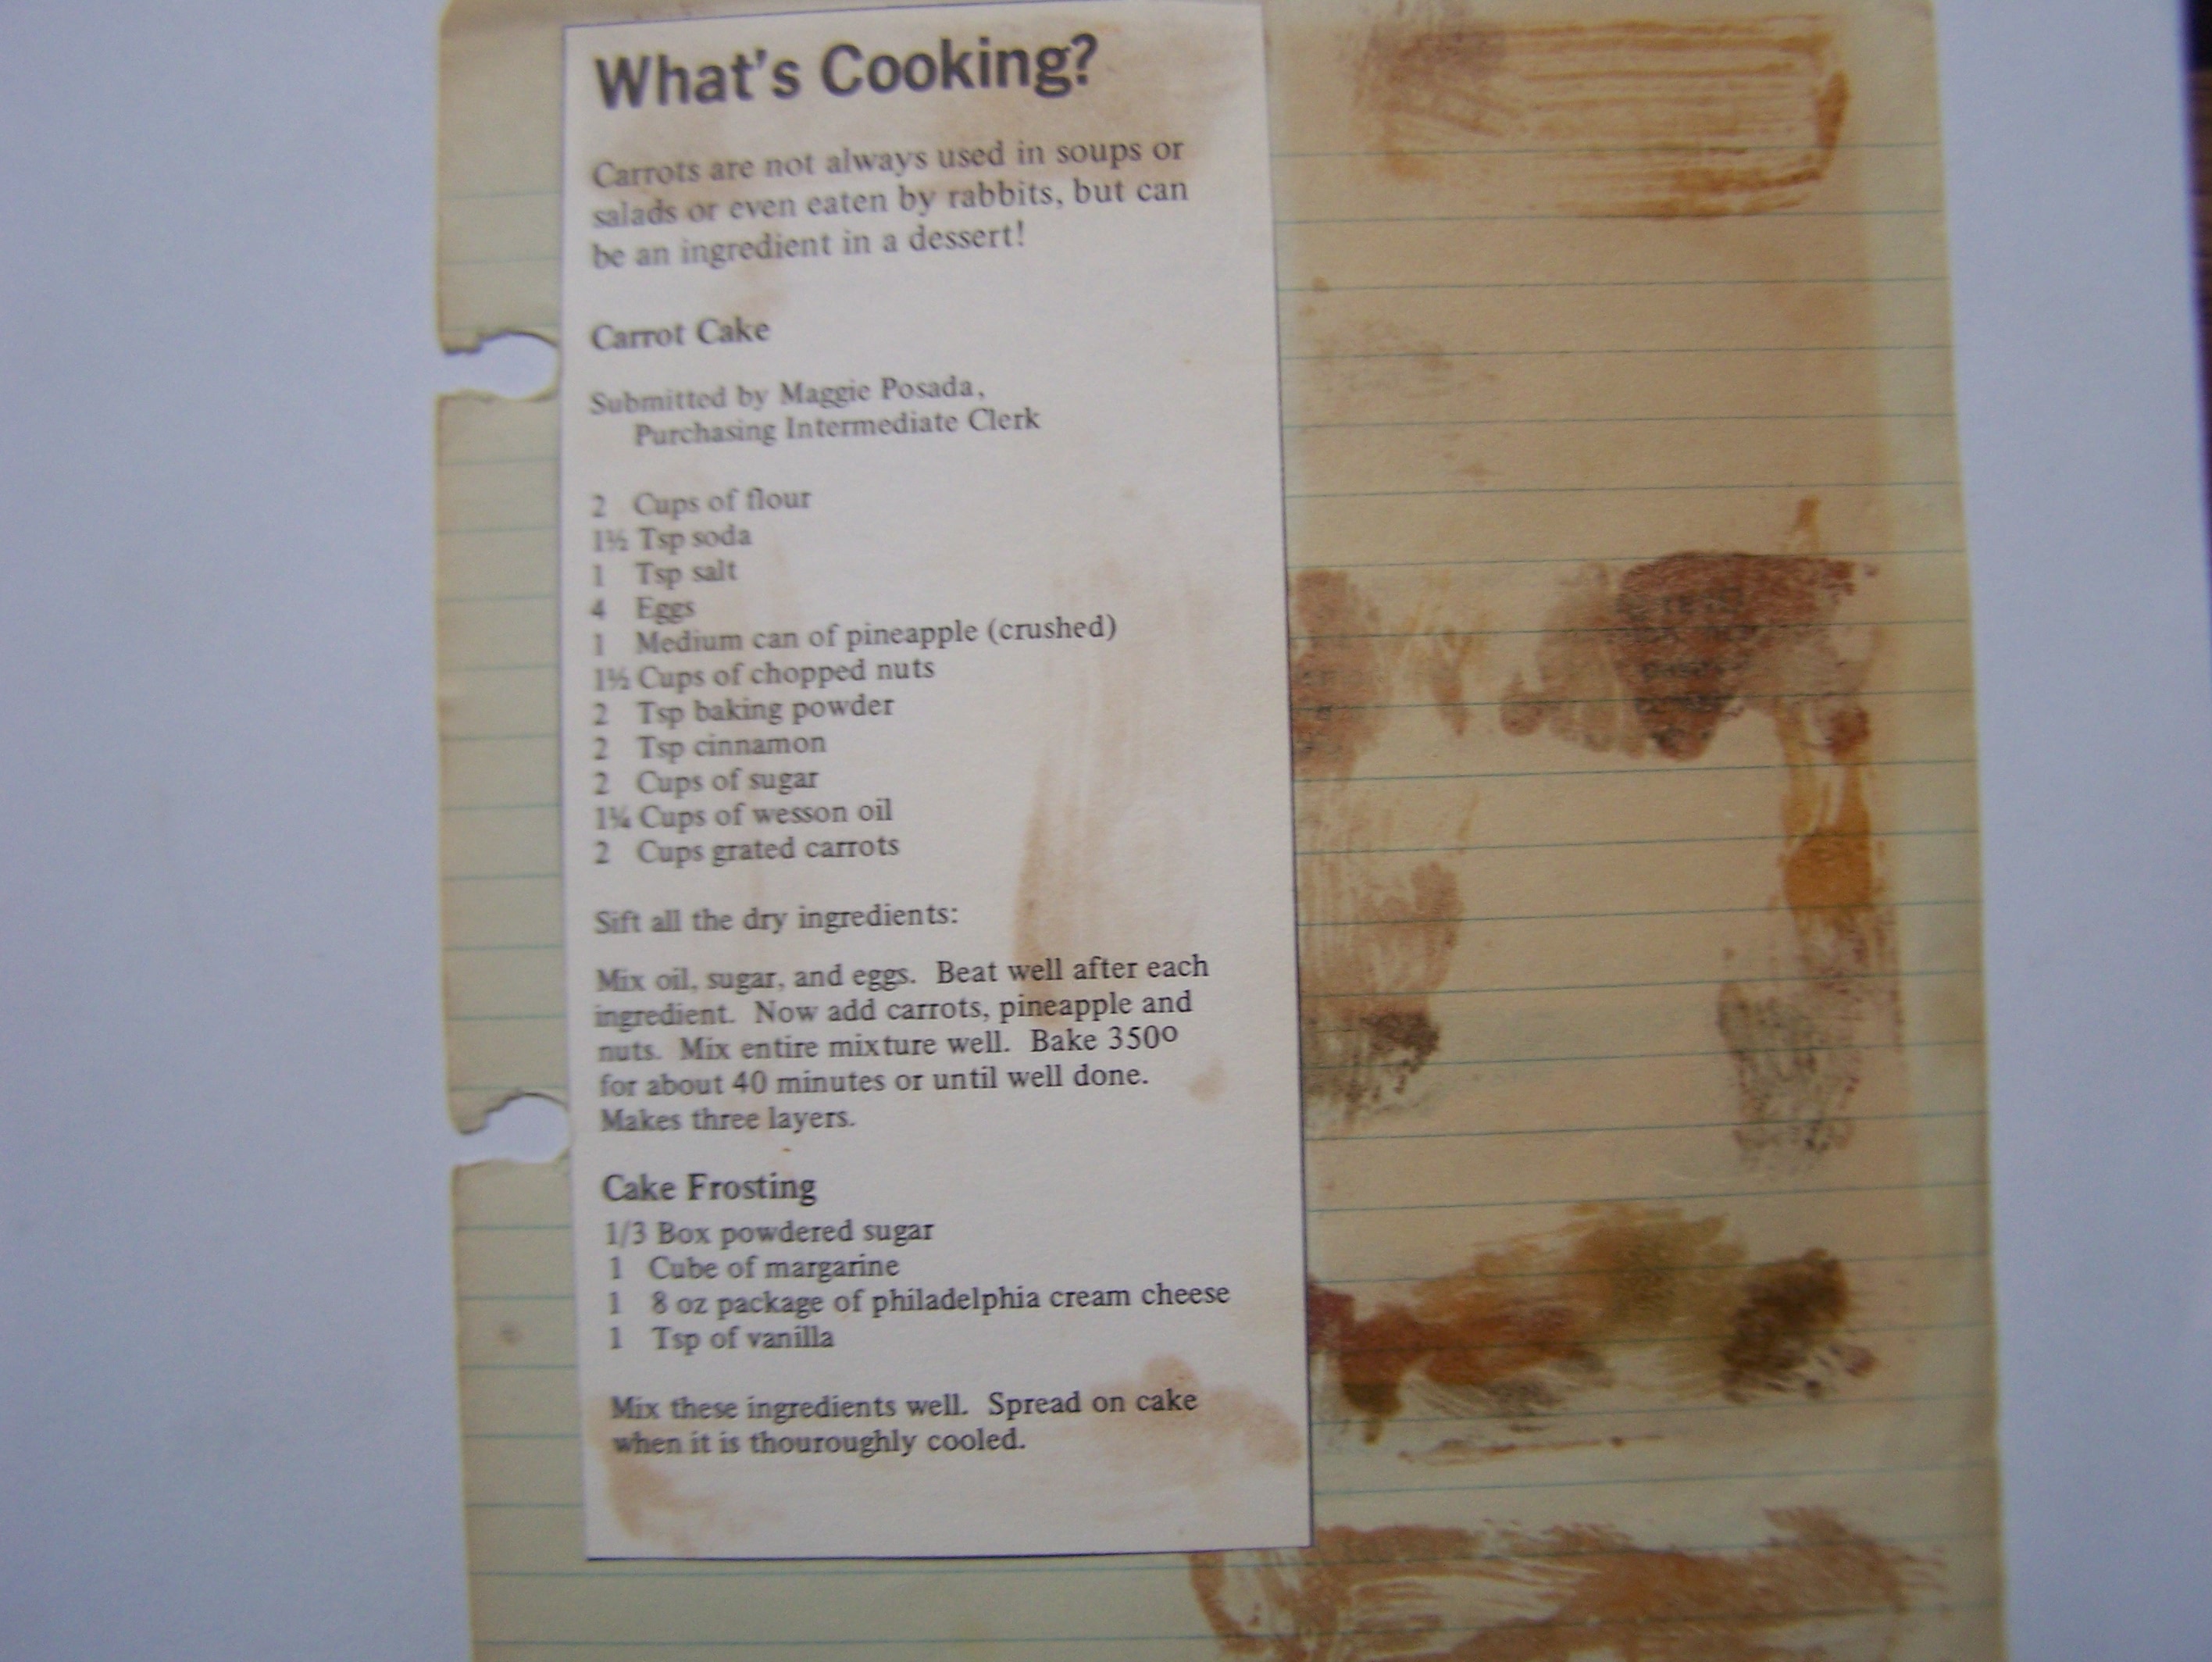 What's Cooking?
Carrots are not always used in soups or
salads or even eaten by rabbits, but can
be an ingredient in a dessert!
Carrot Cake
Submitted by Maggie Posada,
Purchasing Intermediate Clerk
2 Cups of flour
1½ Tsp soda
1 Tsp salt
4 Eggs
1 Medium can of pineapple (crushed)
1½ Cups of chopped nuts
2 Tsp baking powder
2 Tsp cinnamon
2 Cups of sugar
1¼ Cups of wesson oil
2 Cups grated carrots
Sift all the dry ingredients:
Mix oil, sugar, and eggs. Beat well after each
ingredient. Now add carrots, pineapple and
nuts. Mix entire mixture well. Bake 350º
for about 40 minutes or until well done.
Makes three layers.
Cake Frosting
1/3 Box powdered sugar
1 Cube of margarine
1 8 oz package of philadelphia cream cheese
1 Tsp of vanilla
Mix these ingredients well. Spread on cake
when it is thouroughly cooled.